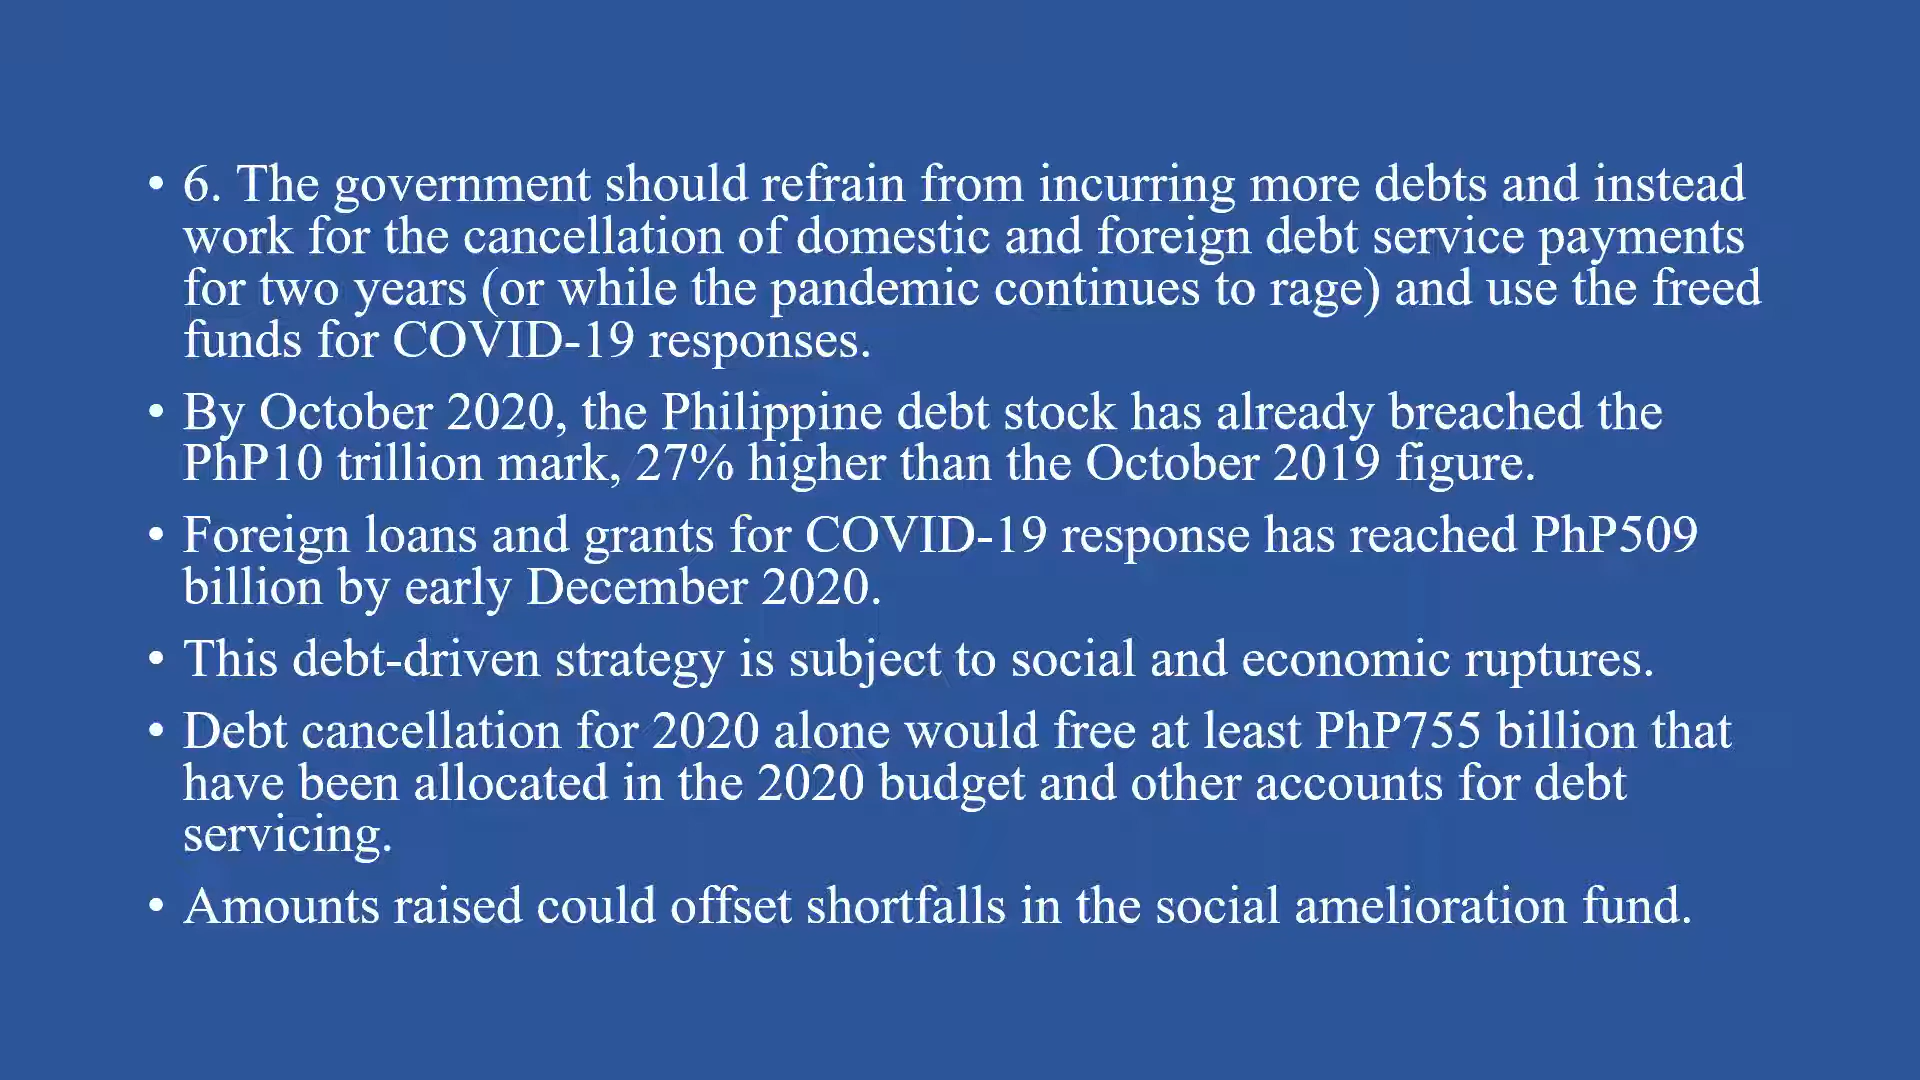 • 6. The government should refrain from incurring more debts and instead
work for the cancellation of domestic and foreign debt service payments
for two years (or while the pandemic continues to rage) and use the freed
funds for COVID-19 responses.
• By October 2020, the Philippine debt stock has already breached the
PhP10 trillion mark, 27% higher than the October 2019 figure.
• Foreign loans and grants for COVID-19 response has reached PhP509
billion by early December 2020.
• This debt-driven strategy is subject to social and economic ruptures.
• Debt cancellation for 2020 alone would free at least PhP755 billion that
have been allocated in the 2020 budget and other accounts for debt
servicing.
• Amounts raised could offset shortfalls in the social amelioration fund.